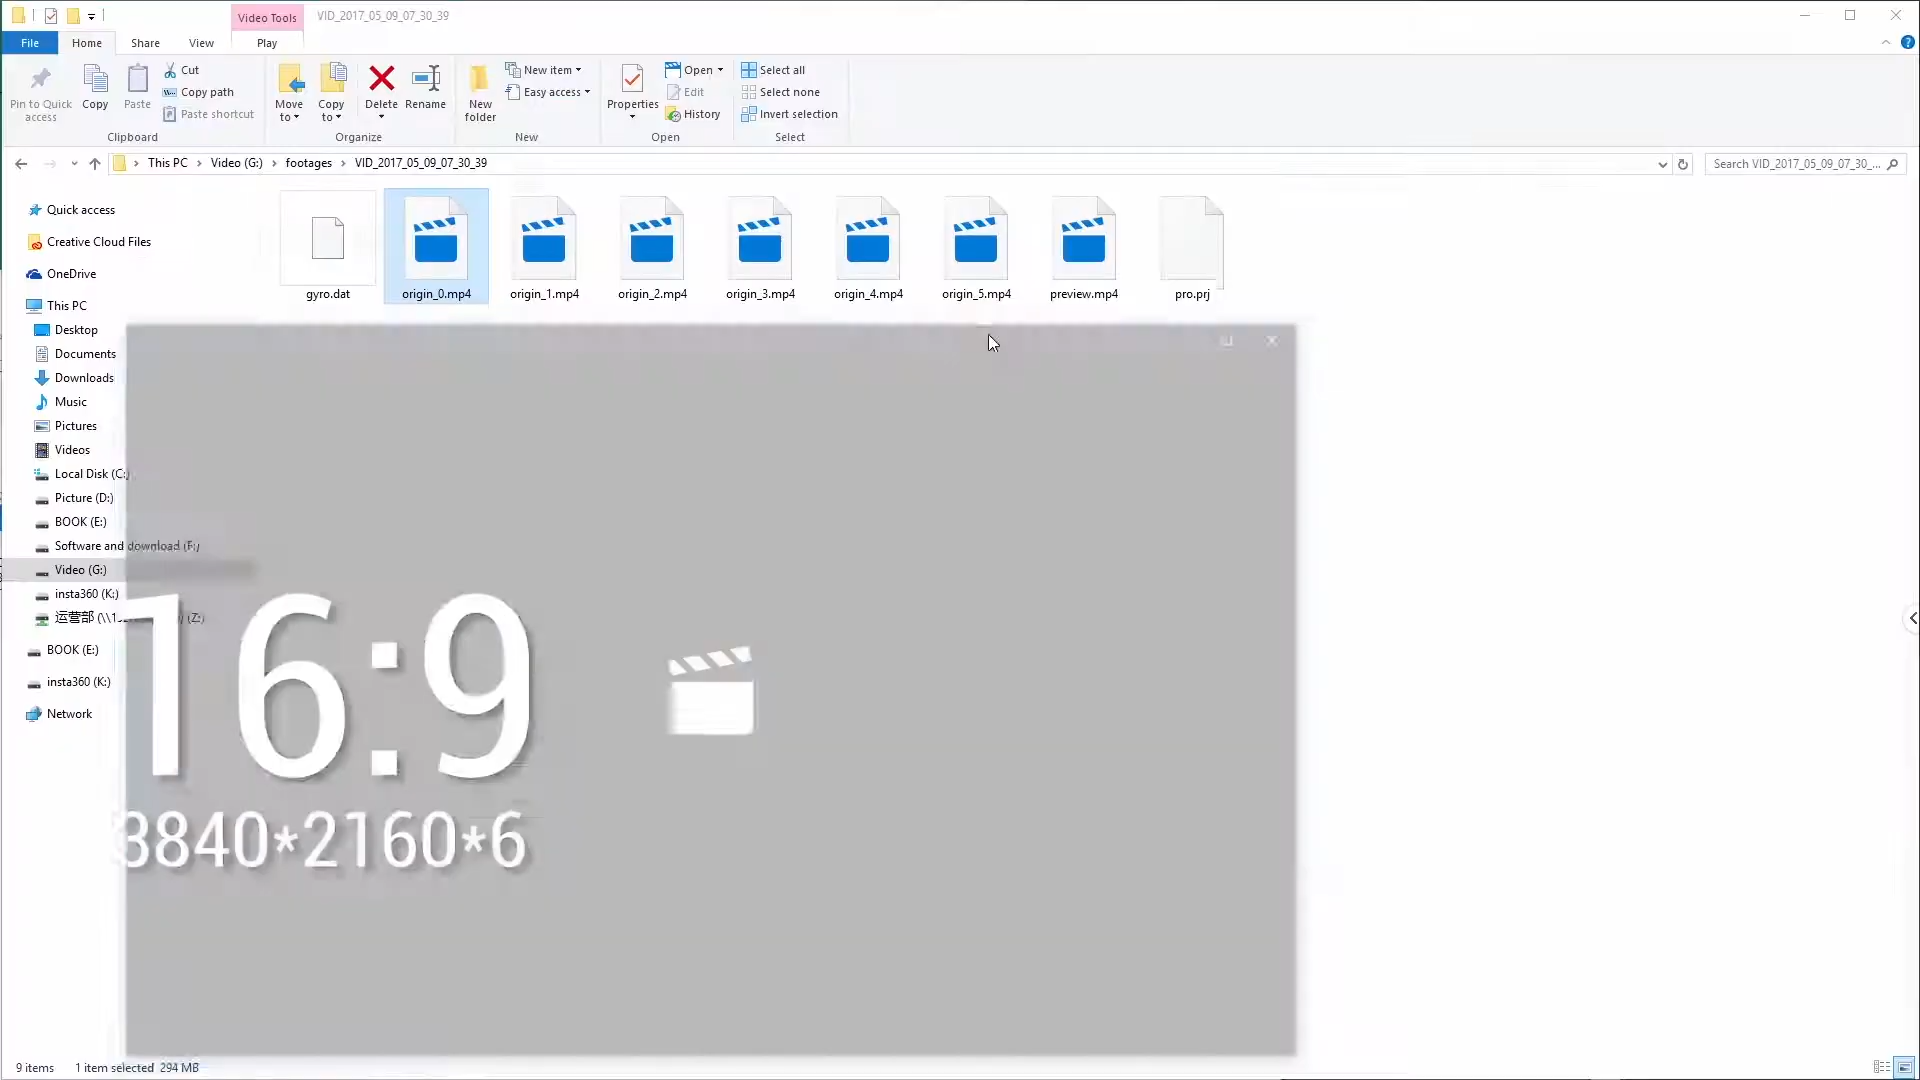 Video Tools
VID_2017_05_09_07_30_39
File
Home
Share
View
Play
Pin to Quick
access
Copy
Paste
Cut
Copy path
Paste shortcut
Clipboard
Move
to
Copy
to
Delete
Rename
Organize
New
folder
New item
Easy access
New
Properties
Open
Edit
History
Open
Select all
Select none
Invert selection
Select
This PC
Video (G:)
footages
VID_2017_05_09_07_30_39
Search VID_2017_05_09_07_30_...
gyro.dat
origin_0.mp4
origin_1.mp4
origin_2.mp4
origin_3.mp4
origin_4.mp4
origin_5.mp4
preview.mp4
pro.prj
Quick access
Creative Cloud Files
OneDrive
This PC
Desktop
Documents
Downloads
Music
Pictures
Videos
Local Disk (C:)
Picture (D:)
BOOK (E:)
Software and download (F:)
Video (G:)
insta360 (K:)
运营部 (Z:)
BOOK (E:)
insta360 (K:)
Network
16:9
3840*2160*6
9 items
1 item selected 294 MB